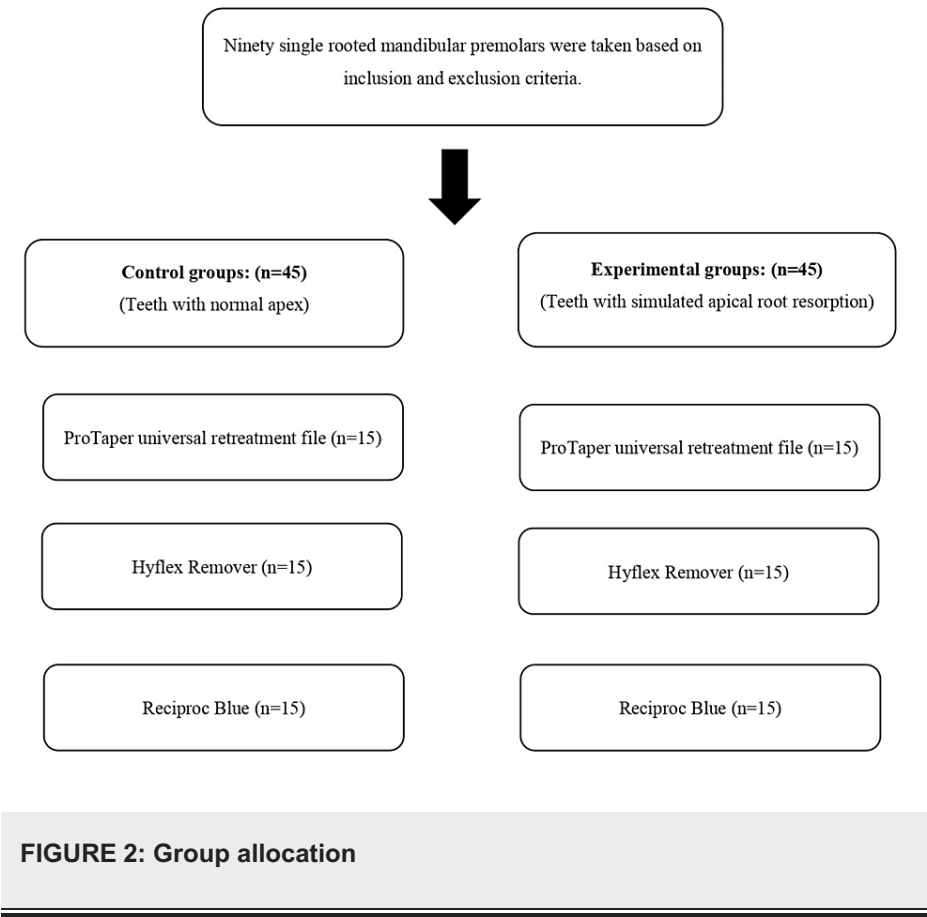 Ninety single rooted mandibular premolars were taken based on
inclusion and exclusion criteria.
Control groups: (n=45)
(Teeth with normal apex)
Experimental groups: (n=45)
(Teeth with simulated apical root resorption)
ProTaper universal retreatment file (n=15)
ProTaper universal retreatment file (n=15)
Hyflex Remover (n=15)
Hyflex Remover (n=15)
Reciproc Blue (n=15)
Reciproc Blue (n=15)
FIGURE 2: Group allocation